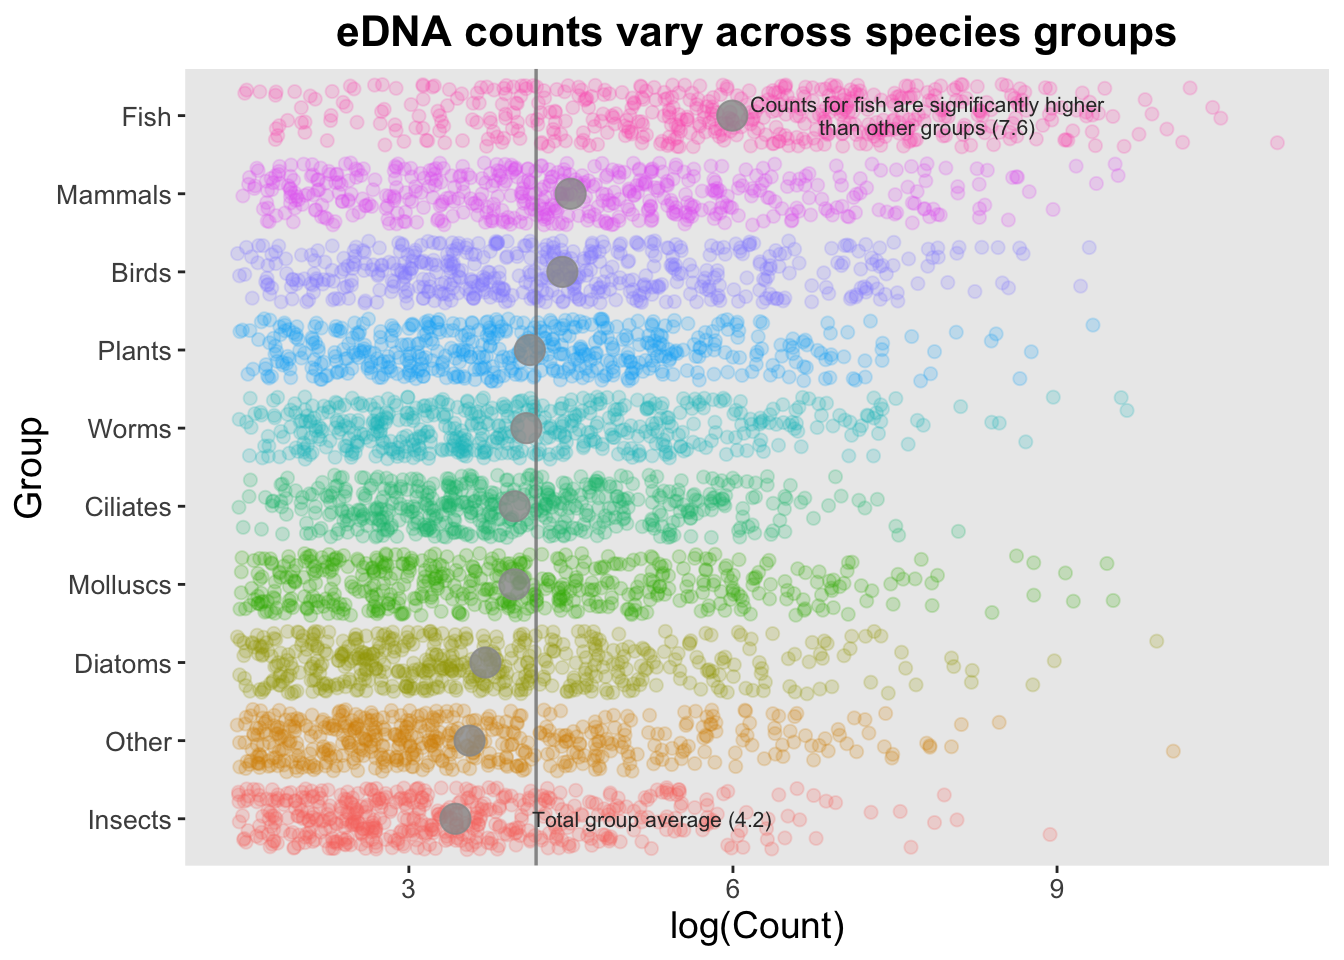 eDNA counts vary across species groups
Group
Fish
Mammals
Birds
Plants
Worms
Ciliates
Molluscs
Diatoms
Other
Insects
Counts for fish are significantly higher
than other groups (7.6)
Total group average (4.2)
3
6
9
log(Count)